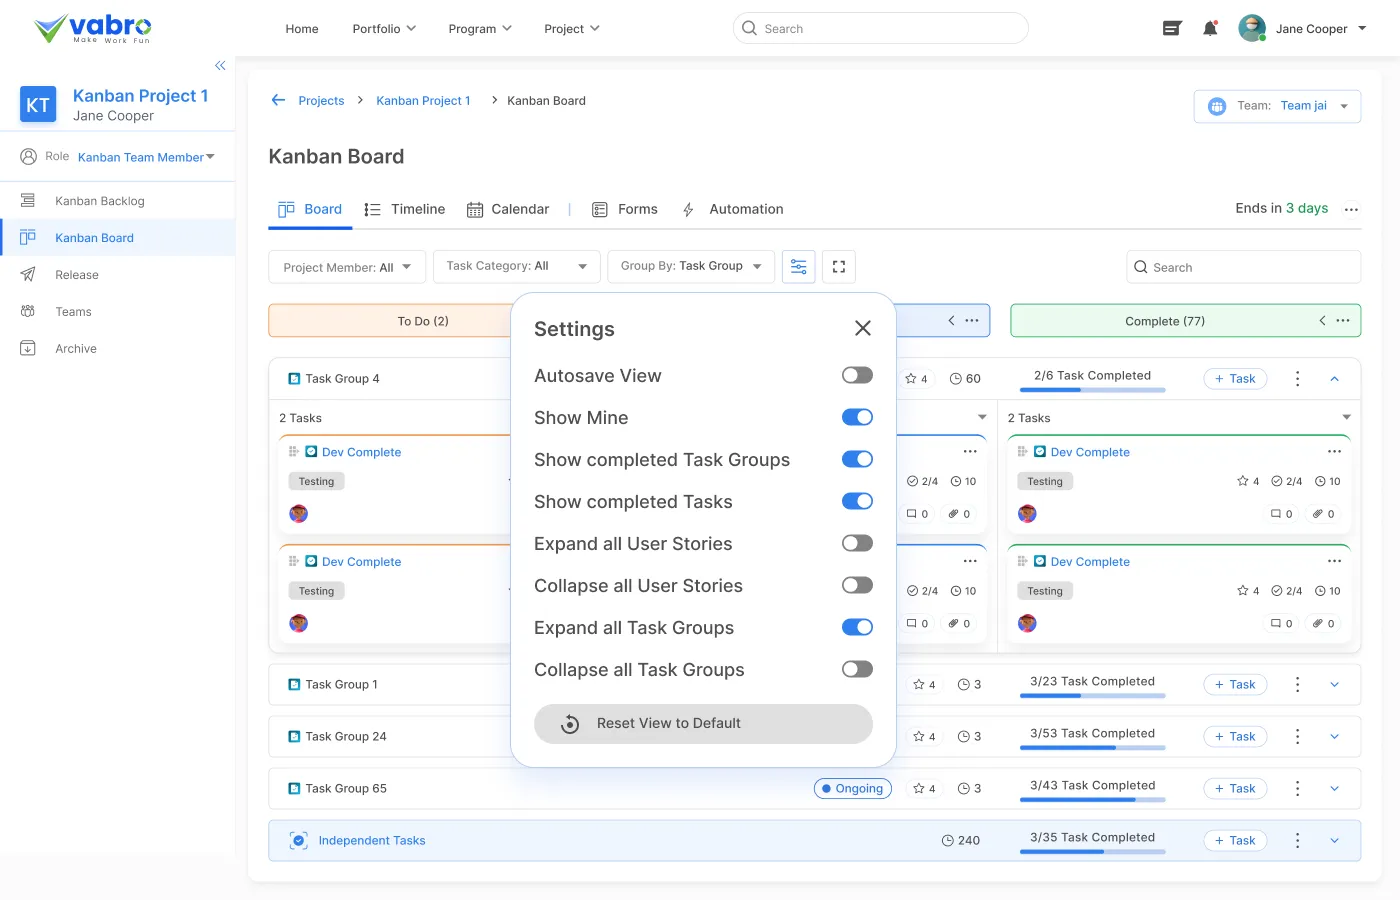 vabro
Make Work Fun
Home
Portfolio
Program
Project
Search
Jane Cooper
KT
Kanban Project 1
Jane Cooper
Role Kanban Team Member
Kanban Backlog
Kanban Board
Release
Teams
Archive
Projects > Kanban Project 1 > Kanban Board
Team: Team jai
Kanban Board
Board
Timeline
Calendar
Forms
Automation
Ends in 3 days
Project Member: All
Task Category: All
Group By: Task Group
Search
To Do (2)
Complete (77)
Settings
Autosave View
Show Mine
Show completed Task Groups
Show completed Tasks
Expand all User Stories
Collapse all User Stories
Expand all Task Groups
Collapse all Task Groups
Reset View to Default
Task Group 4
4
60
2/6 Task Completed
+ Task
2 Tasks
2 Tasks
Dev Complete
Testing
2/4 10
0 0
Dev Complete
Testing
4 2/4 10
0 0
Dev Complete
Testing
2/4 10
0 0
Dev Complete
Testing
4 2/4 10
0 0
Task Group 1
4
3
3/23 Task Completed
+ Task
Task Group 24
4
3
3/53 Task Completed
+ Task
Task Group 65
Ongoing
4
3
3/43 Task Completed
+ Task
Independent Tasks
240
3/35 Task Completed
+ Task